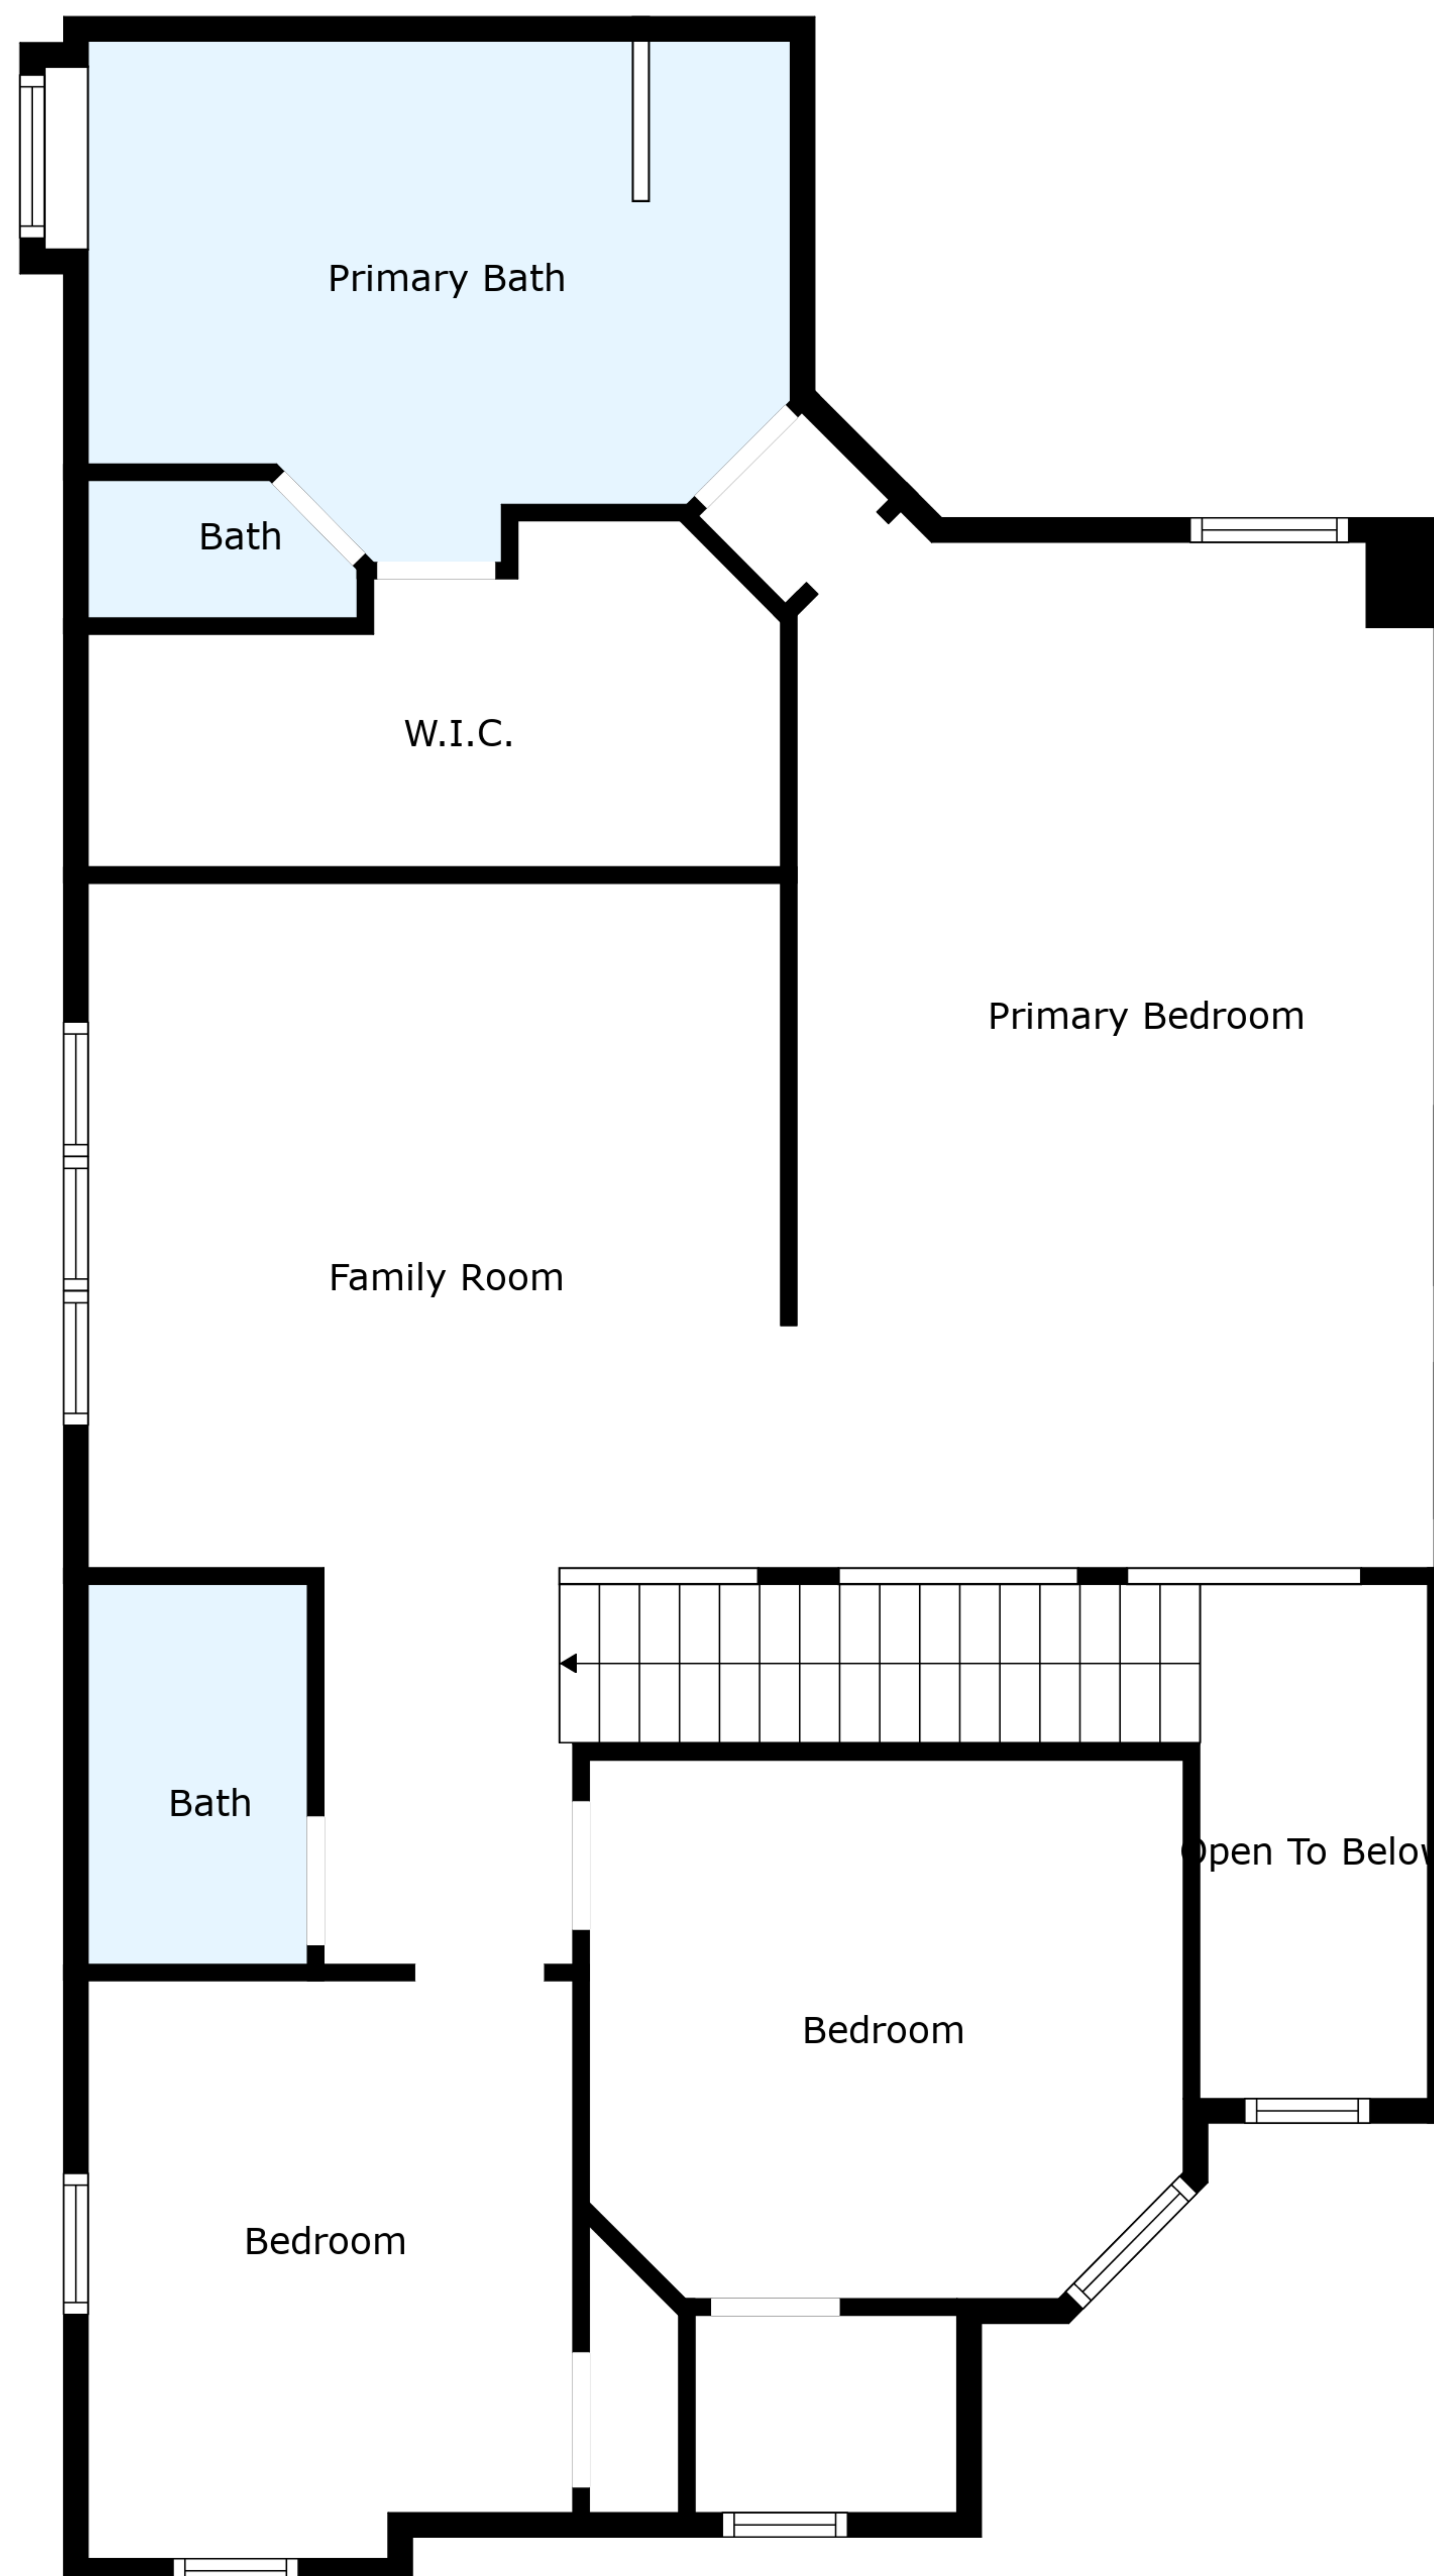 Primary Bath
Bath
W.I.C.
Primary Bedroom
Family Room
Bath
Open To Below
Bedroom
Bedroom